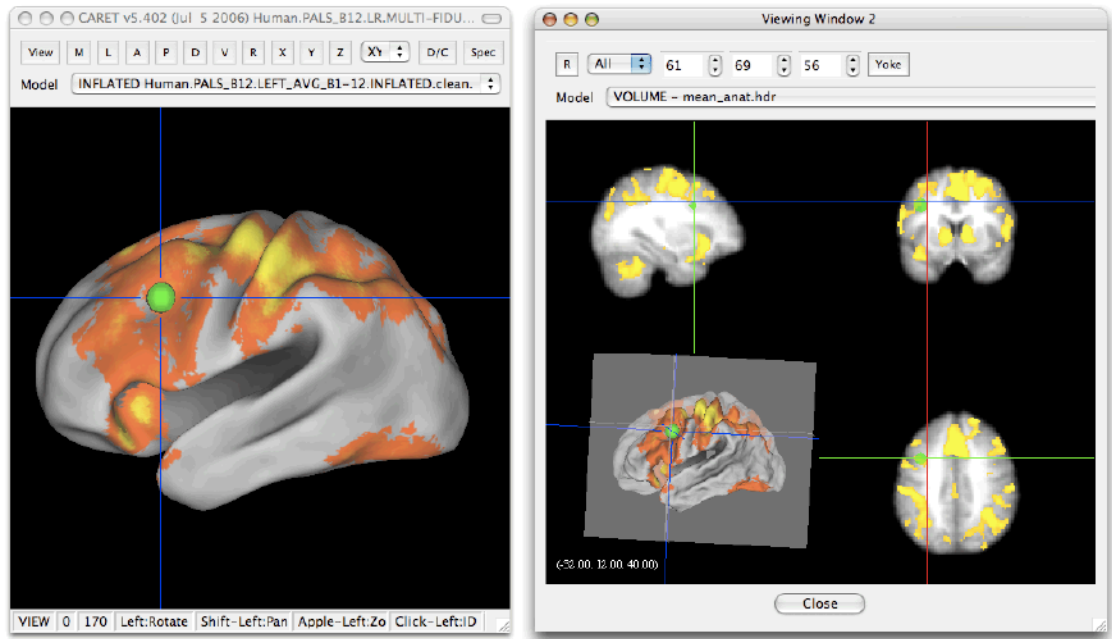 CARET v5.402 (Jul 5 2006) Human.PALS_B12.LR.MULTI-FIDU...
View M L A P D V R X Y Z XY D/C Spec
Model INFLATED Human.PALS_B12.LEFT_AVG_B1-12.INFLATED.clean.
VIEW 0 170 Left:Rotate Shift-Left:Pan Apple-Left:Zo Click-Left:ID
Viewing Window 2
R All 61 69 56 Yoke
Model VOLUME - mean_anat.hdr
(-32.00, 12.00, 40.00)
Close